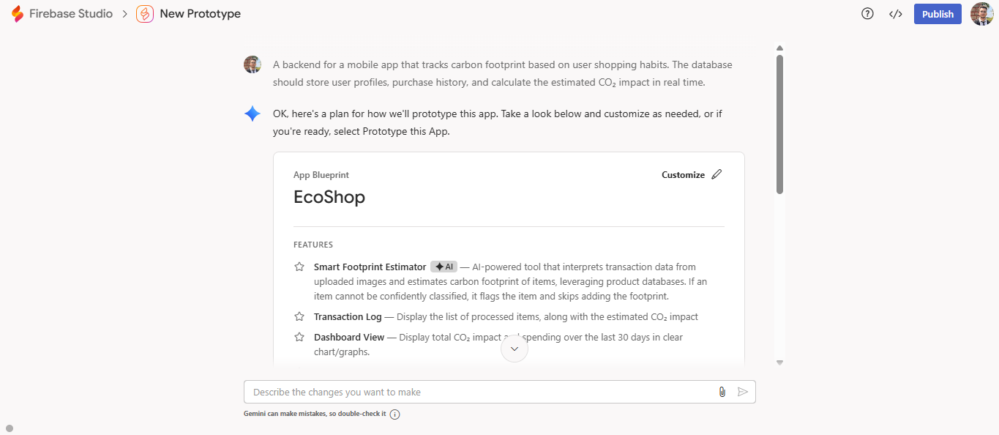 Firebase Studio > New Prototype
</> Publish
A backend for a mobile app that tracks carbon footprint based on user shopping habits. The database
should store user profiles, purchase history, and calculate the estimated CO₂ impact in real time.
OK, here's a plan for how we'll prototype this app. Take a look below and customize as needed, or if
you're ready, select Prototype this App.
App Blueprint
Customize
EcoShop
FEATURES
Smart Footprint Estimator AI — AI-powered tool that interprets transaction data from
uploaded images and estimates carbon footprint of items, leveraging product databases. If an
item cannot be confidently classified, it flags the item and skips adding the footprint.
Transaction Log — Display the list of processed items, along with the estimated CO₂ impact
Dashboard View — Display total CO₂ impact and spending over the last 30 days in clear
chart/graphs.
Describe the changes you want to make
Gemini can make mistakes, so double-check it